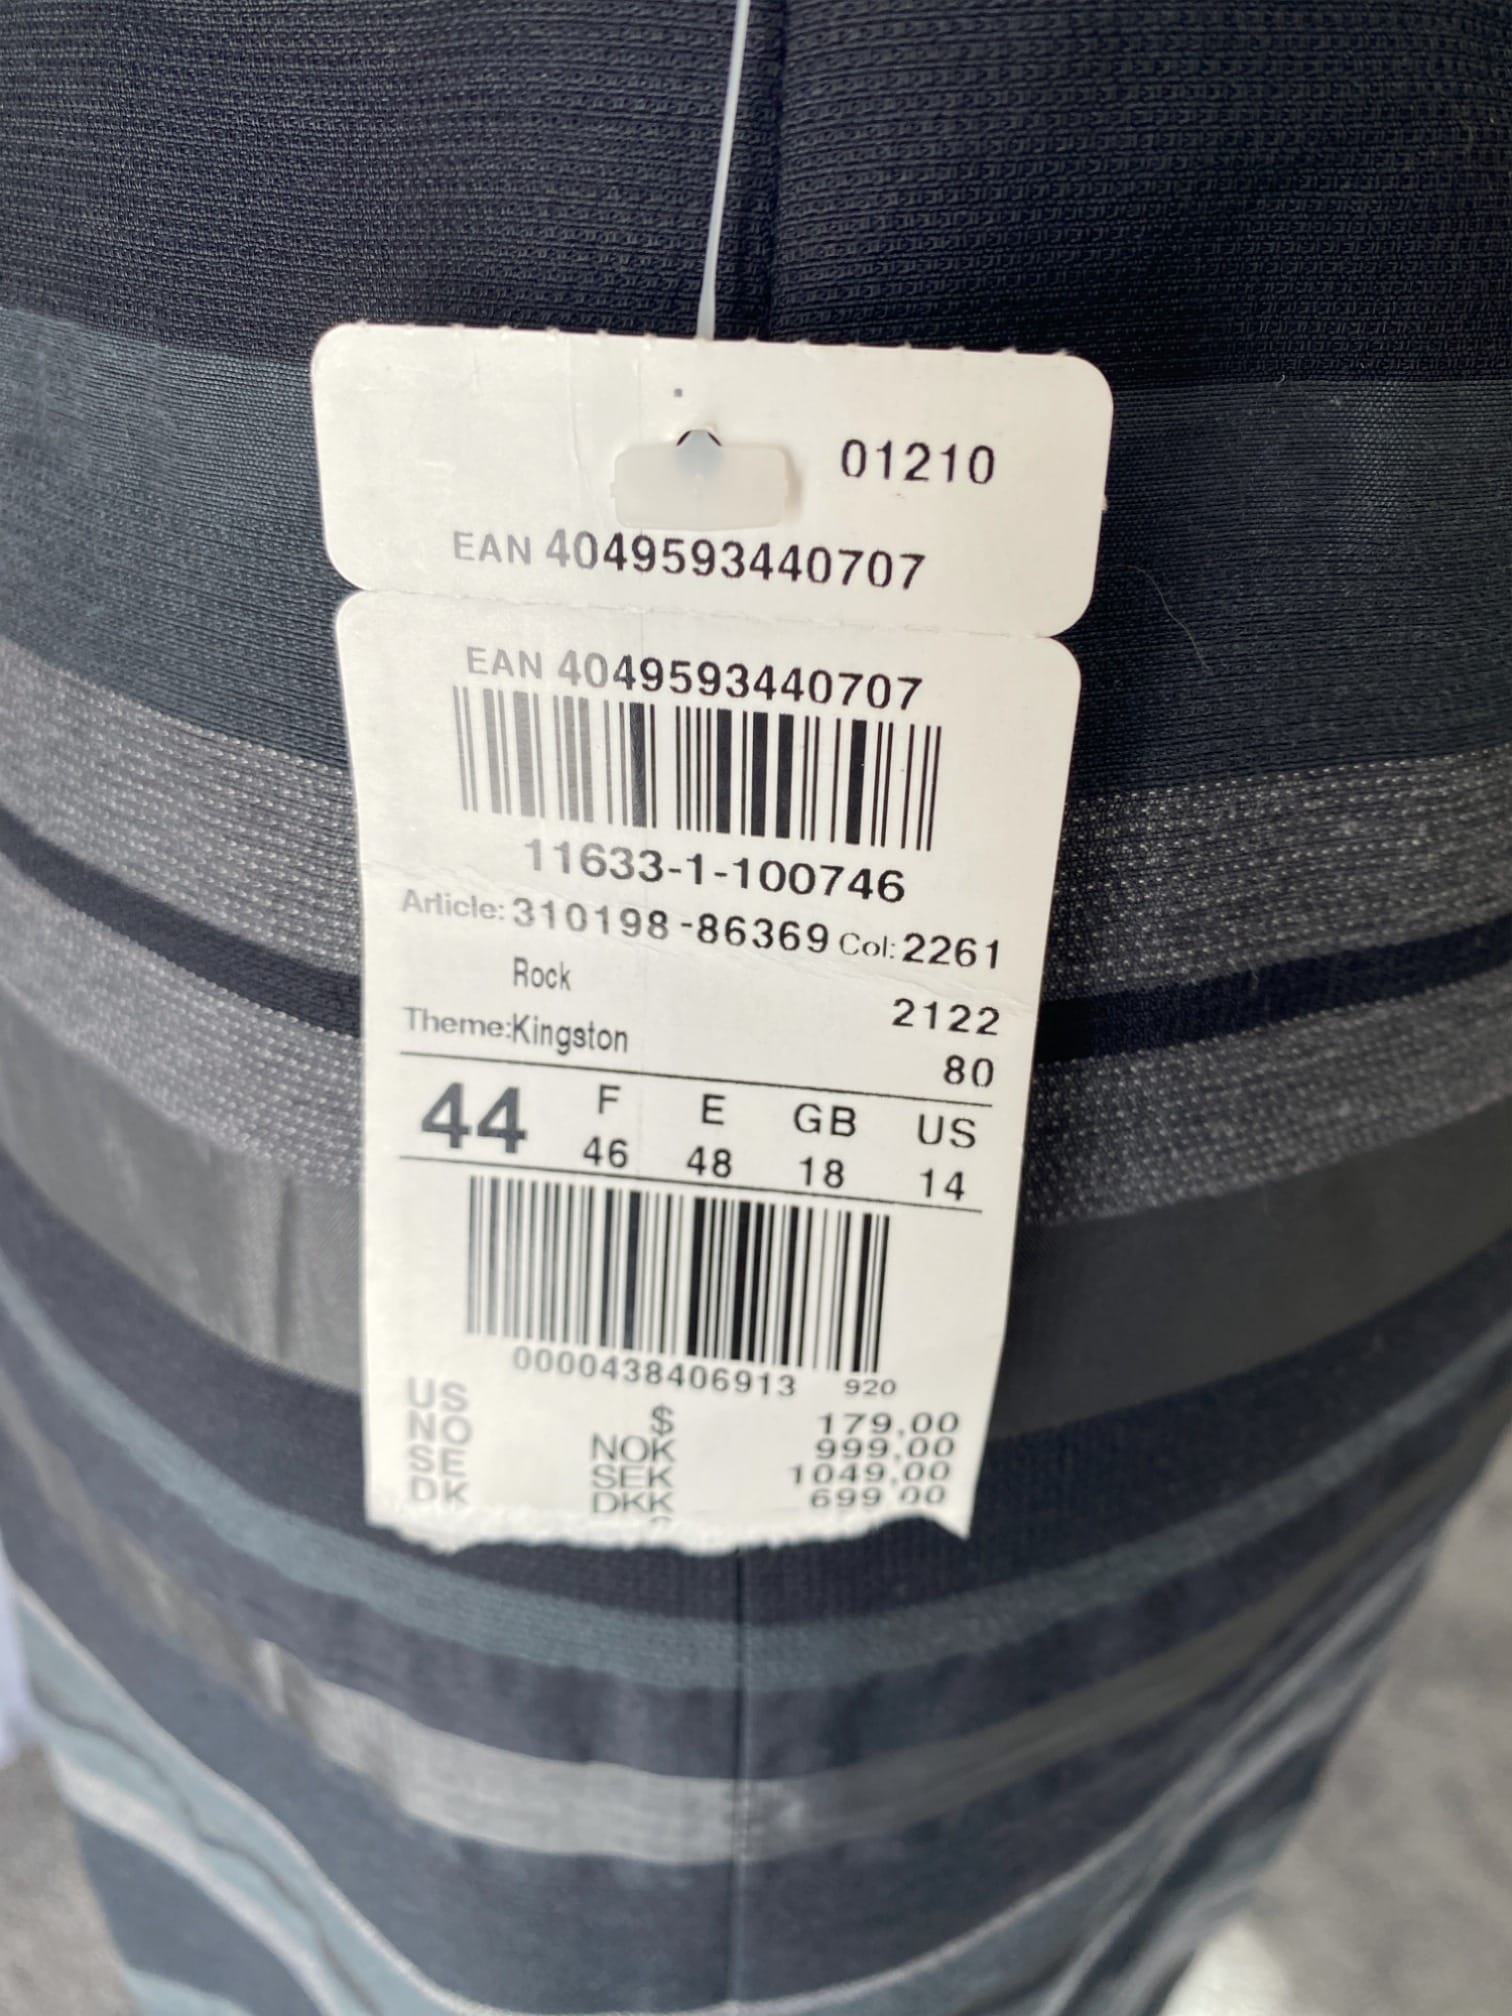 01210
EAN 4049593440707
EAN 4049593440707
11633-1-100746
Article: 310198 -86369 Col: 2261
Rock
2122
Theme:Kingston
80
44 F E GB US
46 48 18 14
0000438406913 920
US $ 179,00
NO NOK 999,00
SE SEK 1049,00
DK DKK 699,00